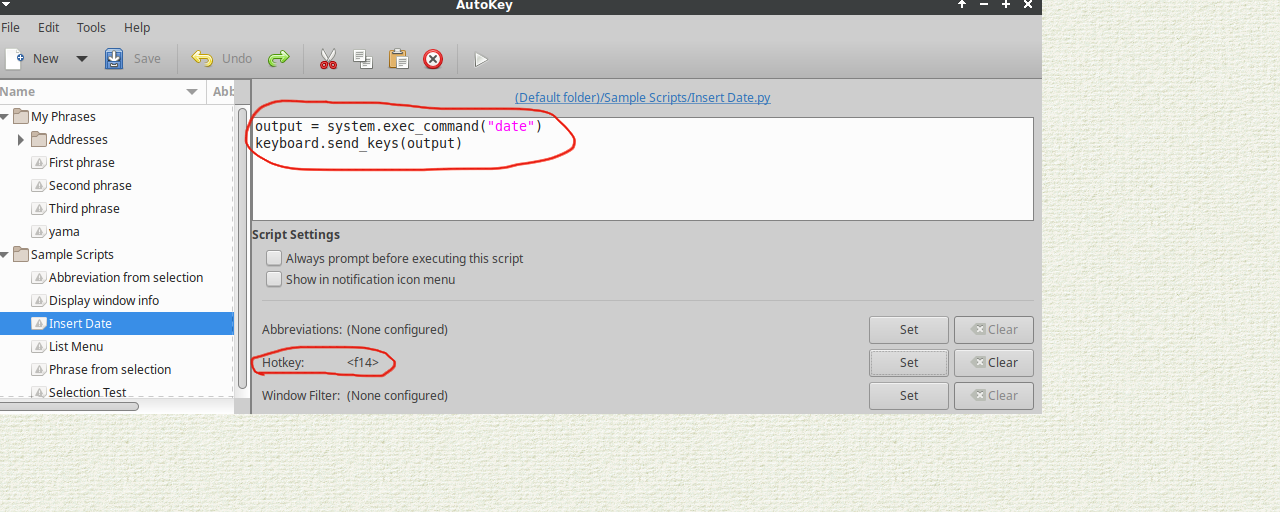 AutoKey
File Edit Tools Help
New Save Undo
Name Abb
(Default folder)/Sample Scripts/Insert Date.py
My Phrases
Addresses
First phrase
Second phrase
Third phrase
yama
Sample Scripts
Abbreviation from selection
Display window info
Insert Date
List Menu
Phrase from selection
Selection Test
output = system.exec_command("date")
keyboard.send_keys(output)
Script Settings
Always prompt before executing this script
Show in notification icon menu
Abbreviations: (None configured) Set Clear
Hotkey: <f14> Set Clear
Window Filter: (None configured) Set Clear